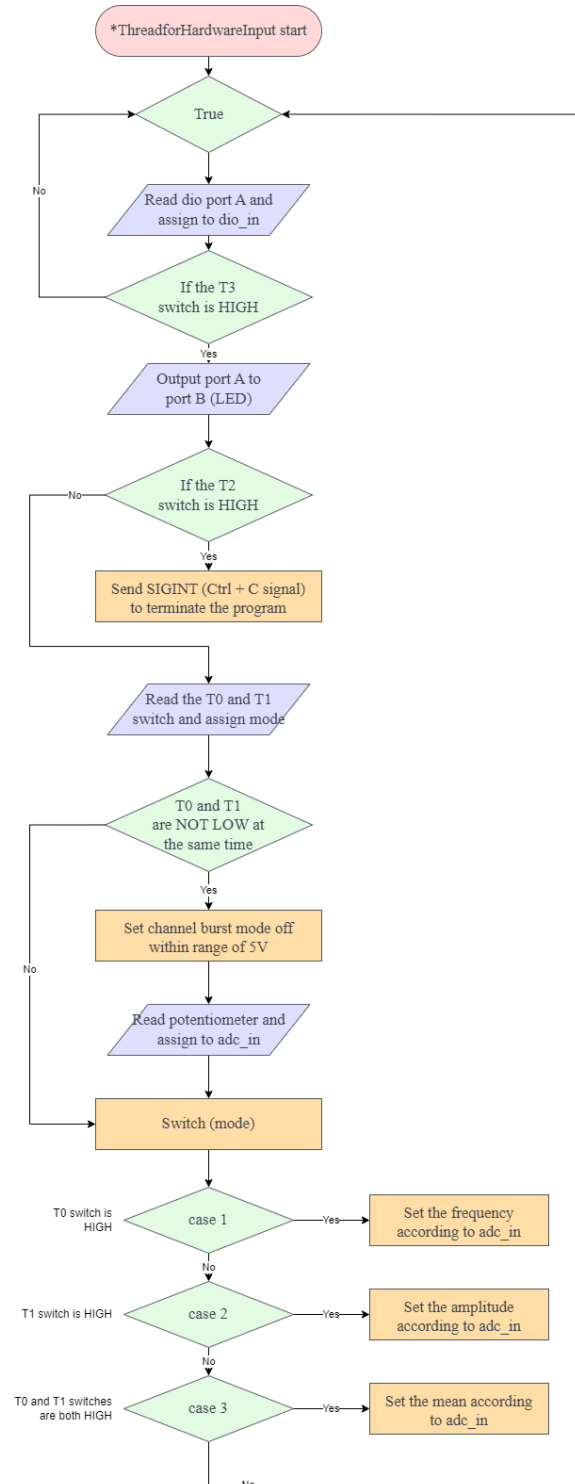 *ThreadforHardwareInput start
True
No
Read dio port A and
assign to dio_in
If the T3
switch is HIGH
Yes
Output port A to
port B (LED)
If the T2
switch is HIGH
No
Yes
Send SIGINT (Ctrl + C signal)
to terminate the program
Read the T0 and T1
switch and assign mode
T0 and T1
are NOT LOW at
the same time
Yes
Set channel burst mode off
within range of 5V
No
Read potentiometer and
assign to adc_in
Switch (mode)
T0 switch is
HIGH
case 1
Yes
Set the frequency
according to adc_in
No
T1 switch is HIGH
case 2
Yes
Set the amplitude
according to adc_in
No
T0 and T1 switches
are both HIGH
case 3
Yes
Set the mean according
to adc_in
No